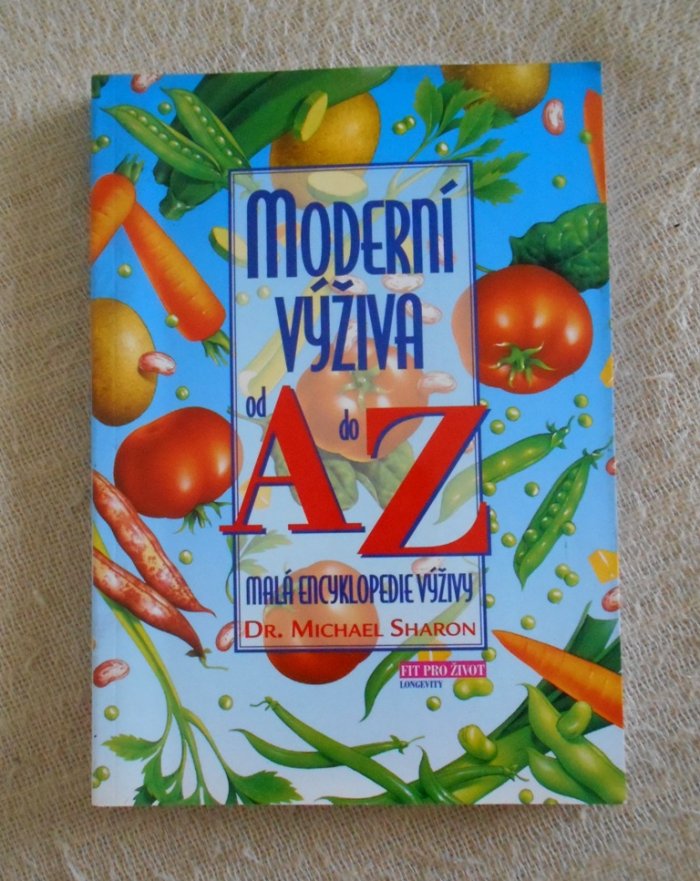 MODERNÍ
VÝŽIVA
od A do Z
MALÁ ENCYKLOPEDIE VÝŽIVY
DR. MICHAEL SHARON
FIT PRO ŽIVOT
LONGEVITY